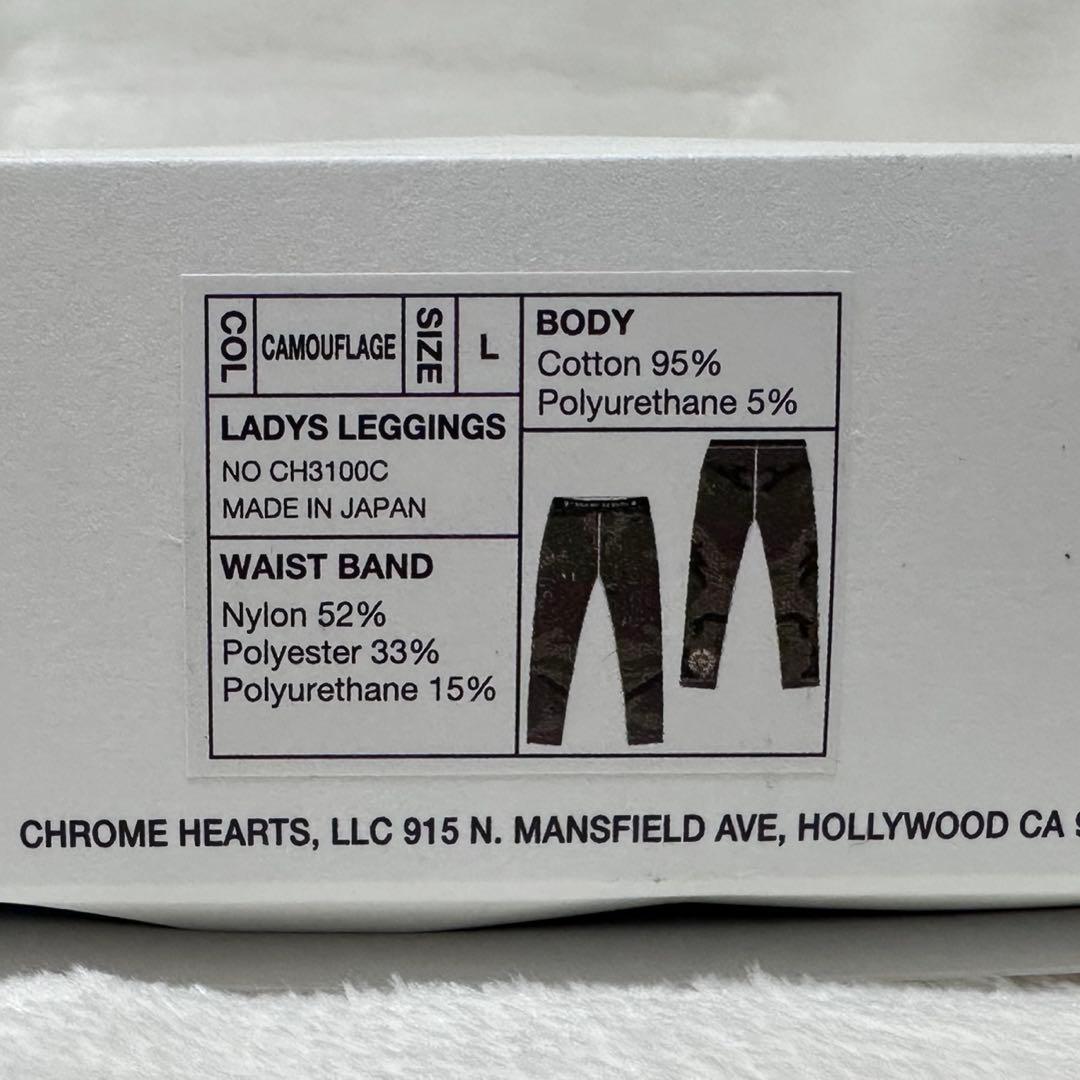 COL CAMOUFLAGE SIZE L
LADYS LEGGINGS
NO CH3100C
MADE IN JAPAN
WAIST BAND
Nylon 52%
Polyester 33%
Polyurethane 15%
BODY
Cotton 95%
Polyurethane 5%
CHROME HEARTS, LLC 915 N. MANSFIELD AVE, HOLLYWOOD CA